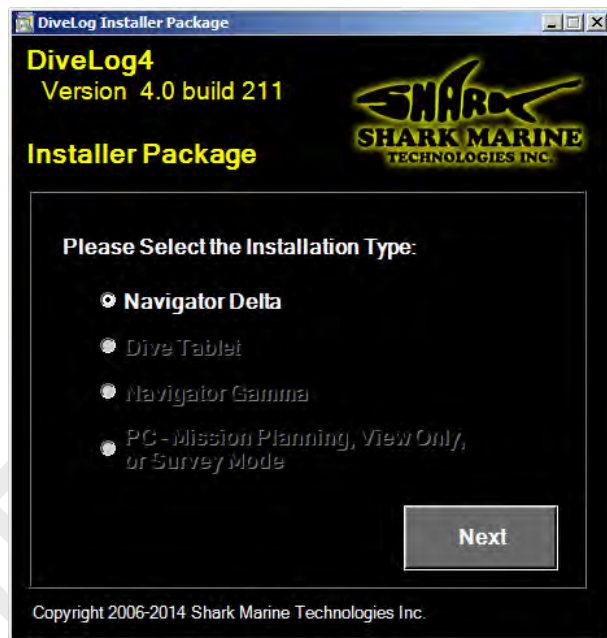 DiveLog Installer Package
DiveLog4
Version 4.0 build 211
SHARK
SHARK MARINE
TECHNOLOGIES INC.
Installer Package
Please Select the Installation Type:
Navigator Delta
Dive Tablet
Navigator Gamma
PC - Mission Planning, View Only,
or Survey Mode
Next
Copyright 2006-2014 Shark Marine Technologies Inc.